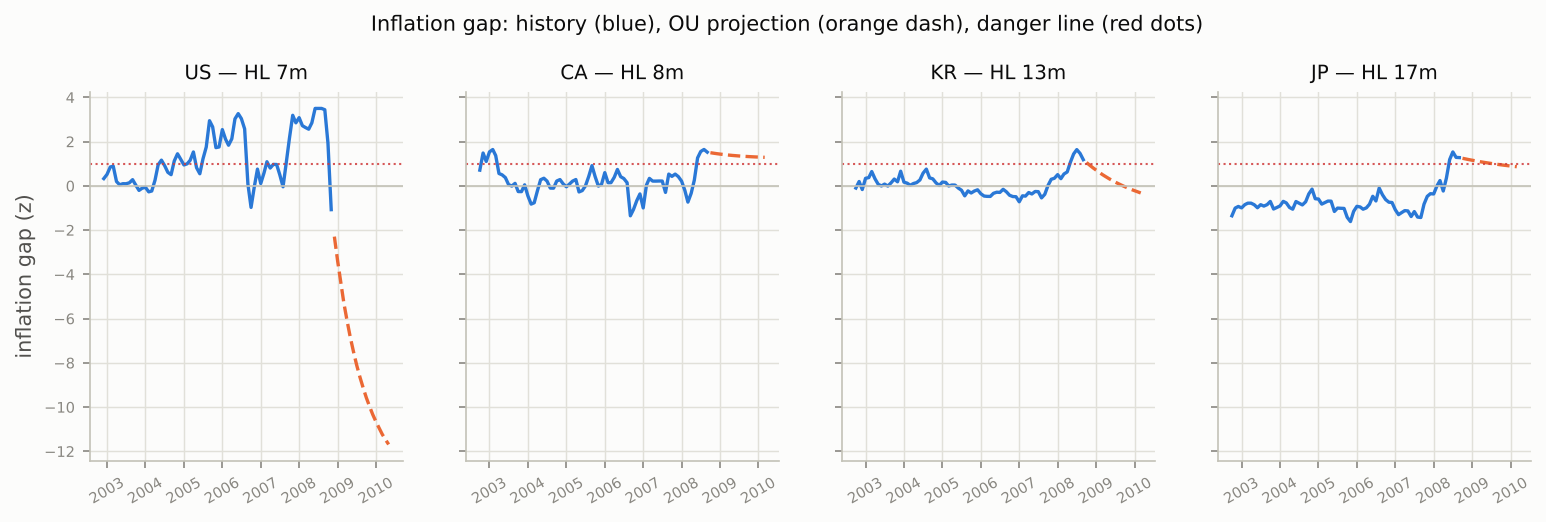 Inflation gap: history (blue), OU projection (orange dash), danger line (red dots)
US — HL 7m
CA — HL 8m
KR — HL 13m
JP — HL 17m
inflation gap (z)
4
2
0
−2
−4
−6
−8
−10
−12
2003 2004 2005 2006 2007 2008 2009 2010
2003 2004 2005 2006 2007 2008 2009 2010
2003 2004 2005 2006 2007 2008 2009 2010
2003 2004 2005 2006 2007 2008 2009 2010